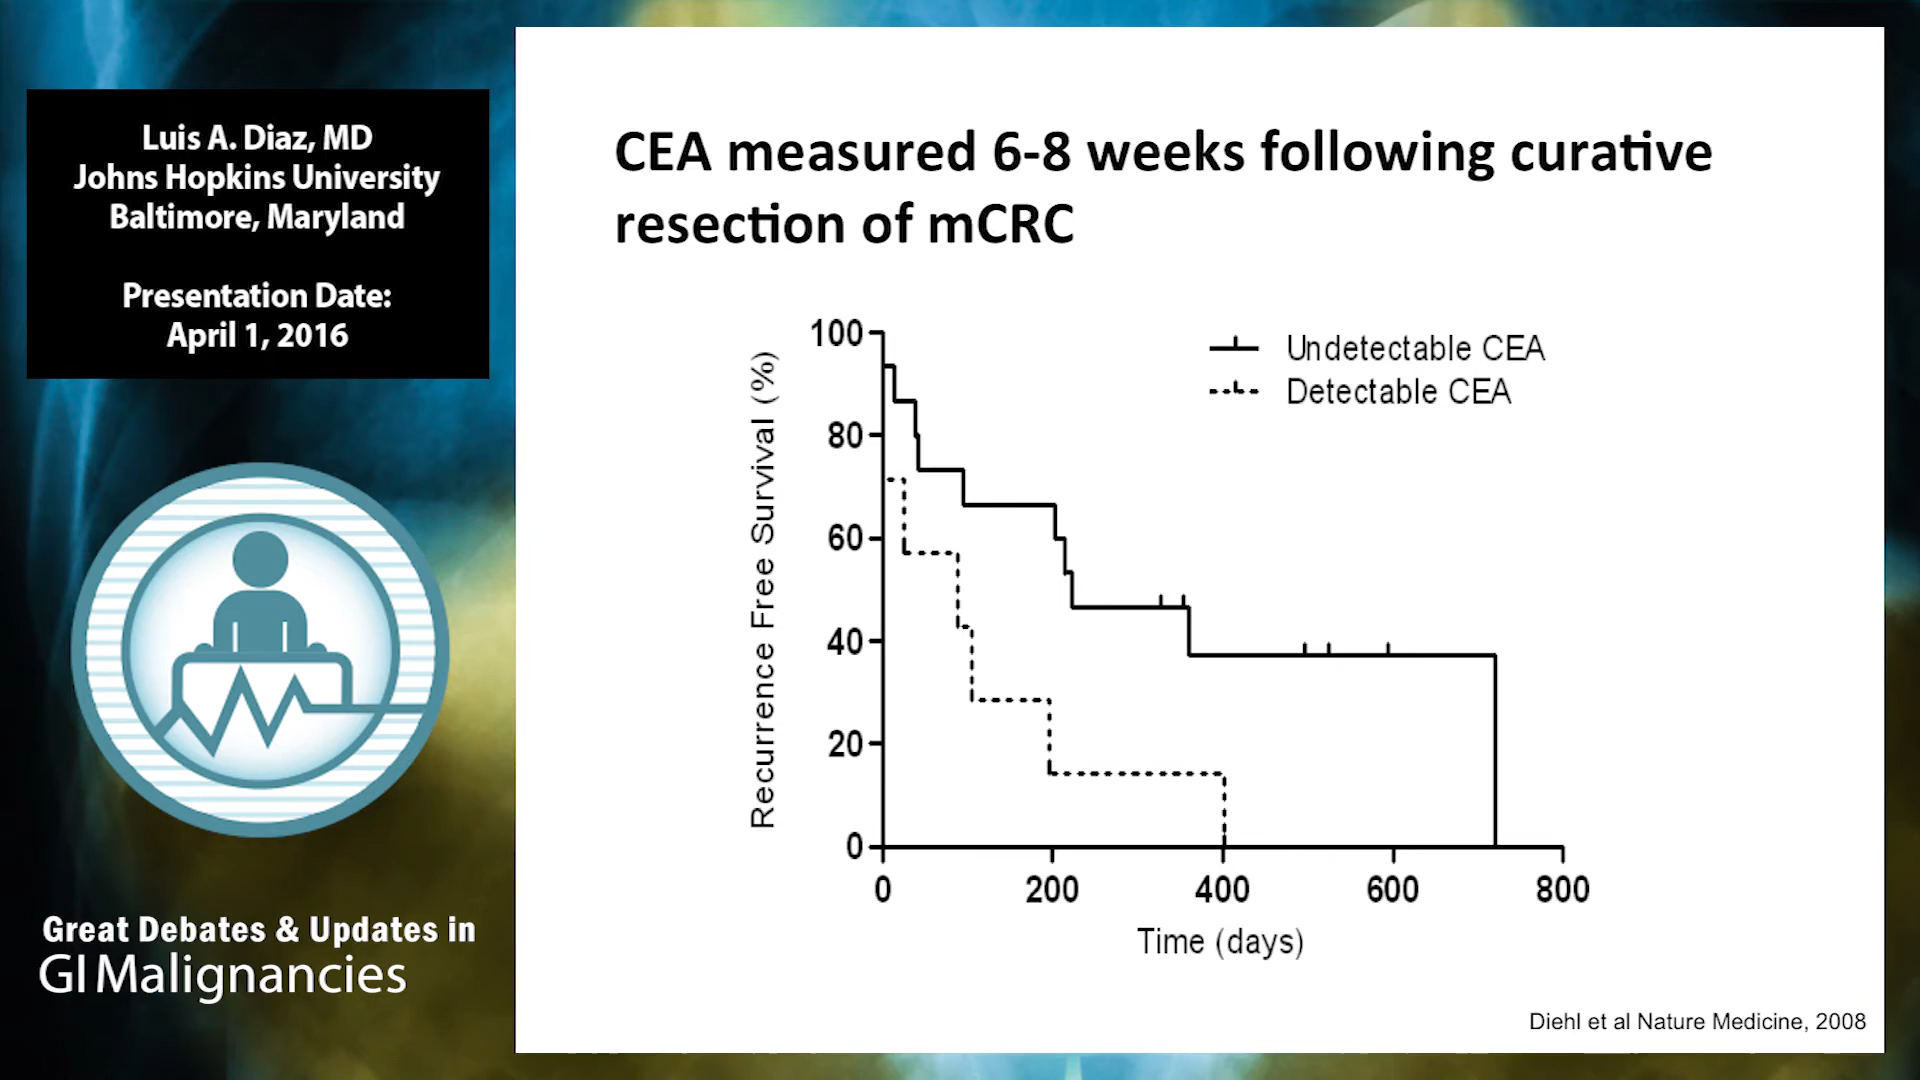 Luis A. Diaz, MD
Johns Hopkins University
Baltimore, Maryland
Presentation Date:
April 1, 2016
Great Debates & Updates in
GI Malignancies
CEA measured 6-8 weeks following curative
resection of mCRC
Undetectable CEA
Detectable CEA
Recurrence Free Survival (%)
100
80
60
40
20
0
0 200 400 600 800
Time (days)
Diehl et al Nature Medicine, 2008